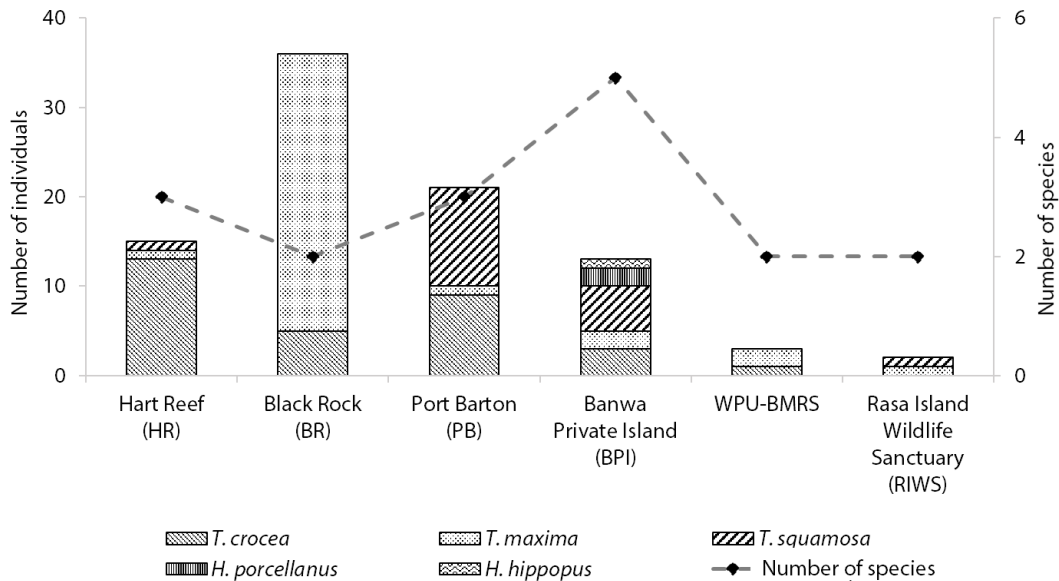 40
30
20
10
0
Number of individuals
6
4
2
0
Number of species
Hart Reef
(HR)
Black Rock
(BR)
Port Barton
(PB)
Banwa
Private Island
(BPI)
WPU-BMRS
Rasa Island
Wildlife
Sanctuary
(RIWS)
T. crocea
T. maxima
T. squamosa
H. porcellanus
H. hippopus
Number of species